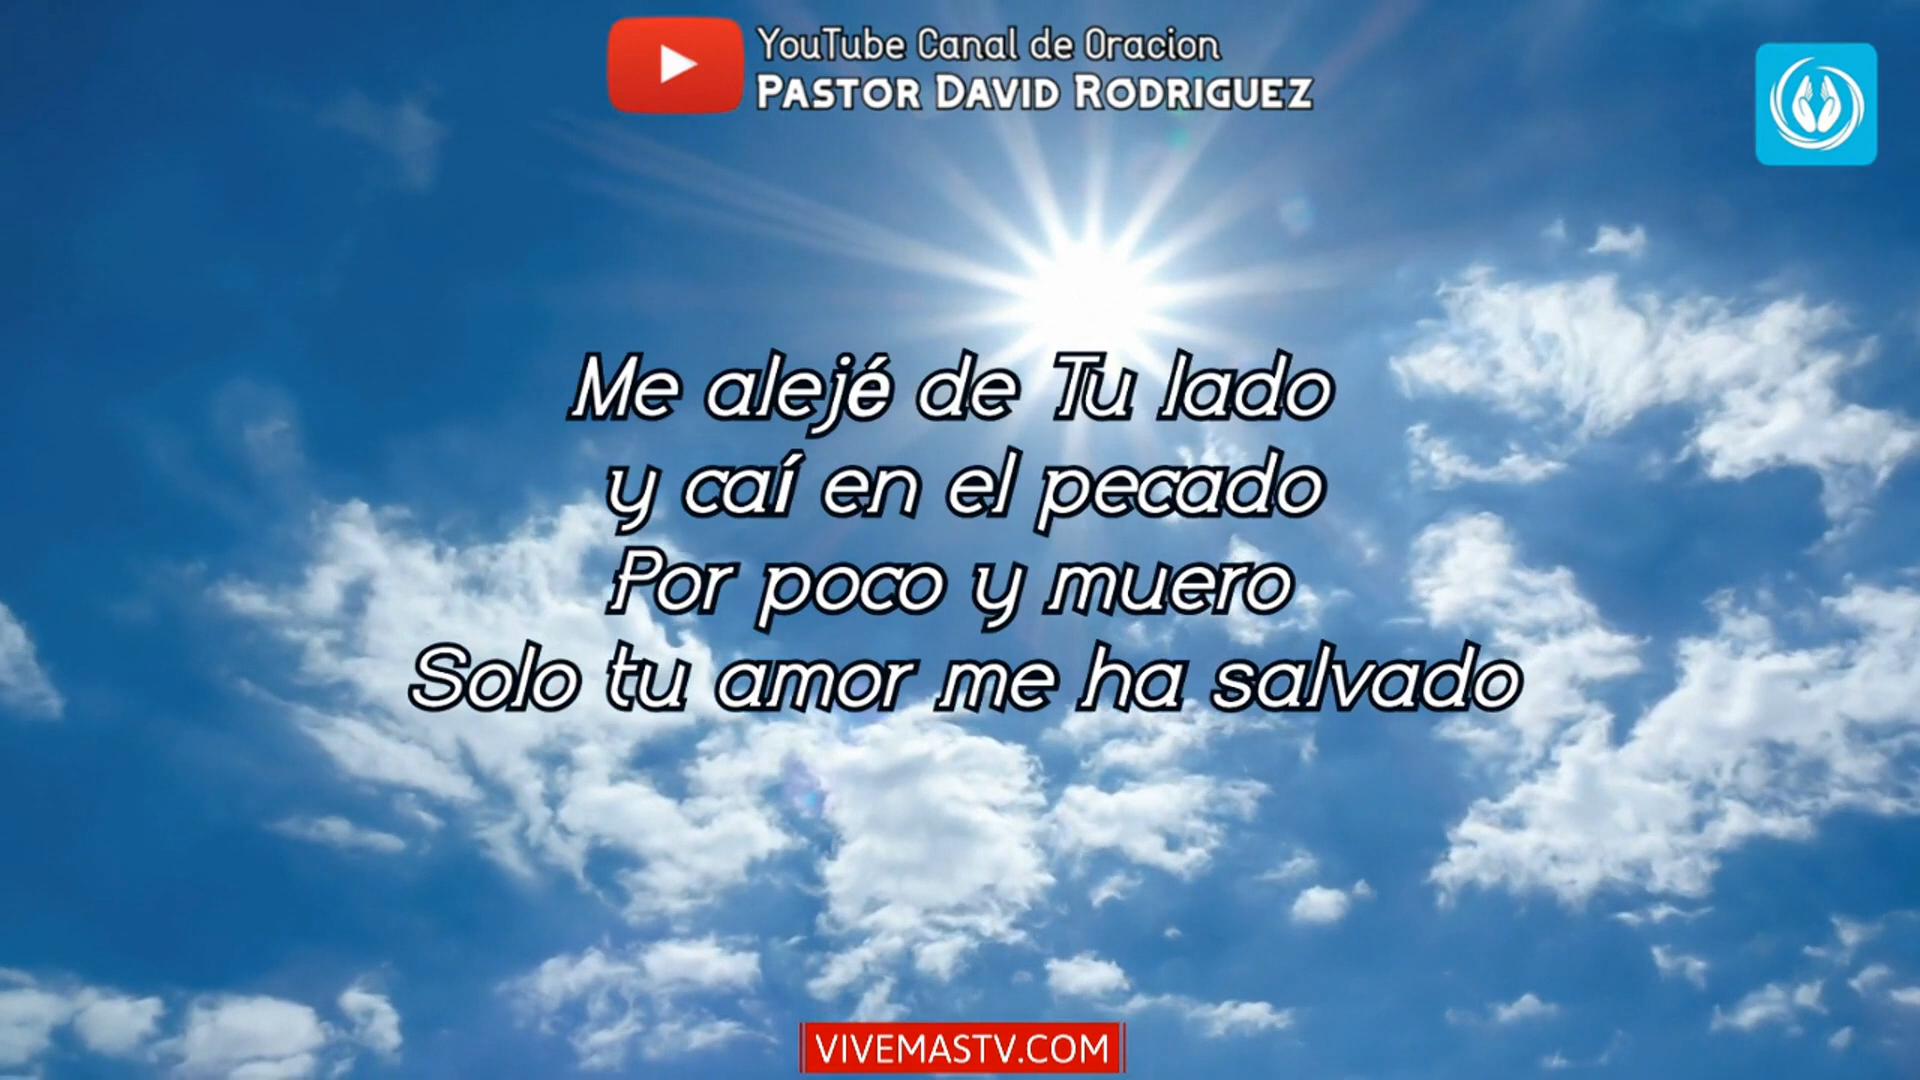 YouTube Canal de Oracion
PASTOR DAVID RODRIGUEZ
Me alejé de Tu lado
y caí en el pecado
Por poco y muero
Solo tu amor me ha salvado
VIVEMASTV.COM